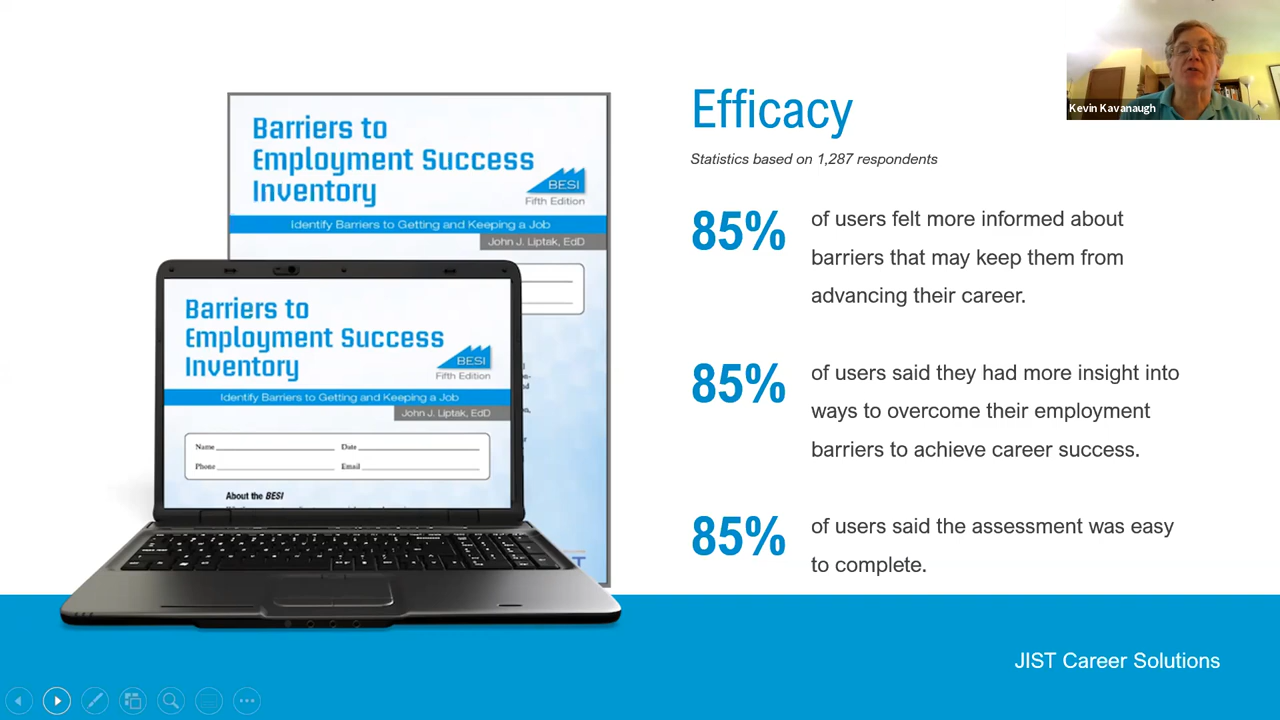 Kevin Kavanaugh
Barriers to
Employment Success
Inventory
BESI
Fifth Edition
Identify Barriers to Getting and Keeping a Job
John J. Liptak, EdD
Barriers to
Employment Success
Inventory
BESI
Fifth Edition
Identify Barriers to Getting and Keeping a Job
John J. Liptak, EdD
Name
Date
Phone
Email
About the BESI
Efficacy
Statistics based on 1,287 respondents
85%
of users felt more informed about
barriers that may keep them from
advancing their career.
85%
of users said they had more insight into
ways to overcome their employment
barriers to achieve career success.
85%
of users said the assessment was easy
to complete.
JIST Career Solutions